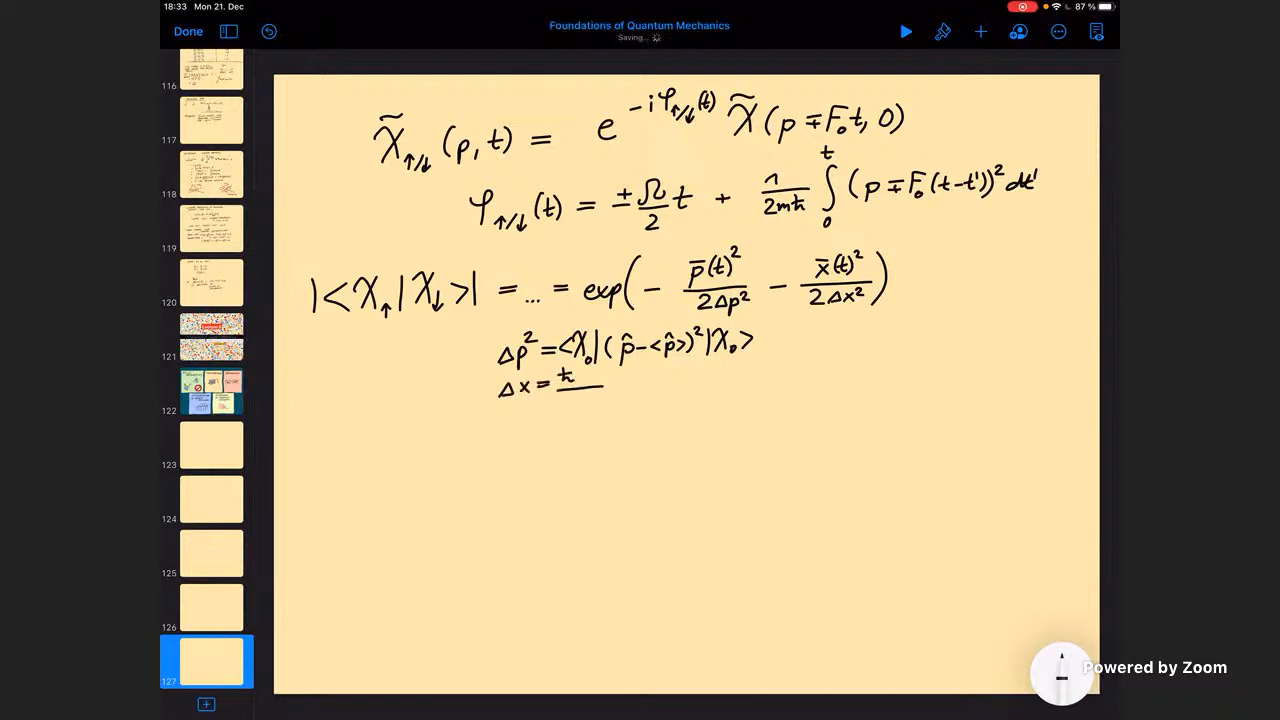 18:33 Mon 21. Dec
87 %
Done
Foundations of Quantum Mechanics
Saving...
χ̃↑/↓ (p, t) = e^{-iφ↑/↓(t)} χ̃(p ∓ F₀t, 0)
φ↑/↓(t) = ± Ω/2 t + 1/2mħ ∫₀ᵗ (p ∓ F₀(t-t'))² dt'
|<χ↑|χ↓>| = ... = exp(- p̄(t)²/2Δp² - x̄(t)²/2Δx²)
Δp² = <χ₀|(p̂-<p̂>)²|χ₀>
Δx = ħ/
116
117
118
119
120
121
122
123
124
125
126
127
Powered by Zoom